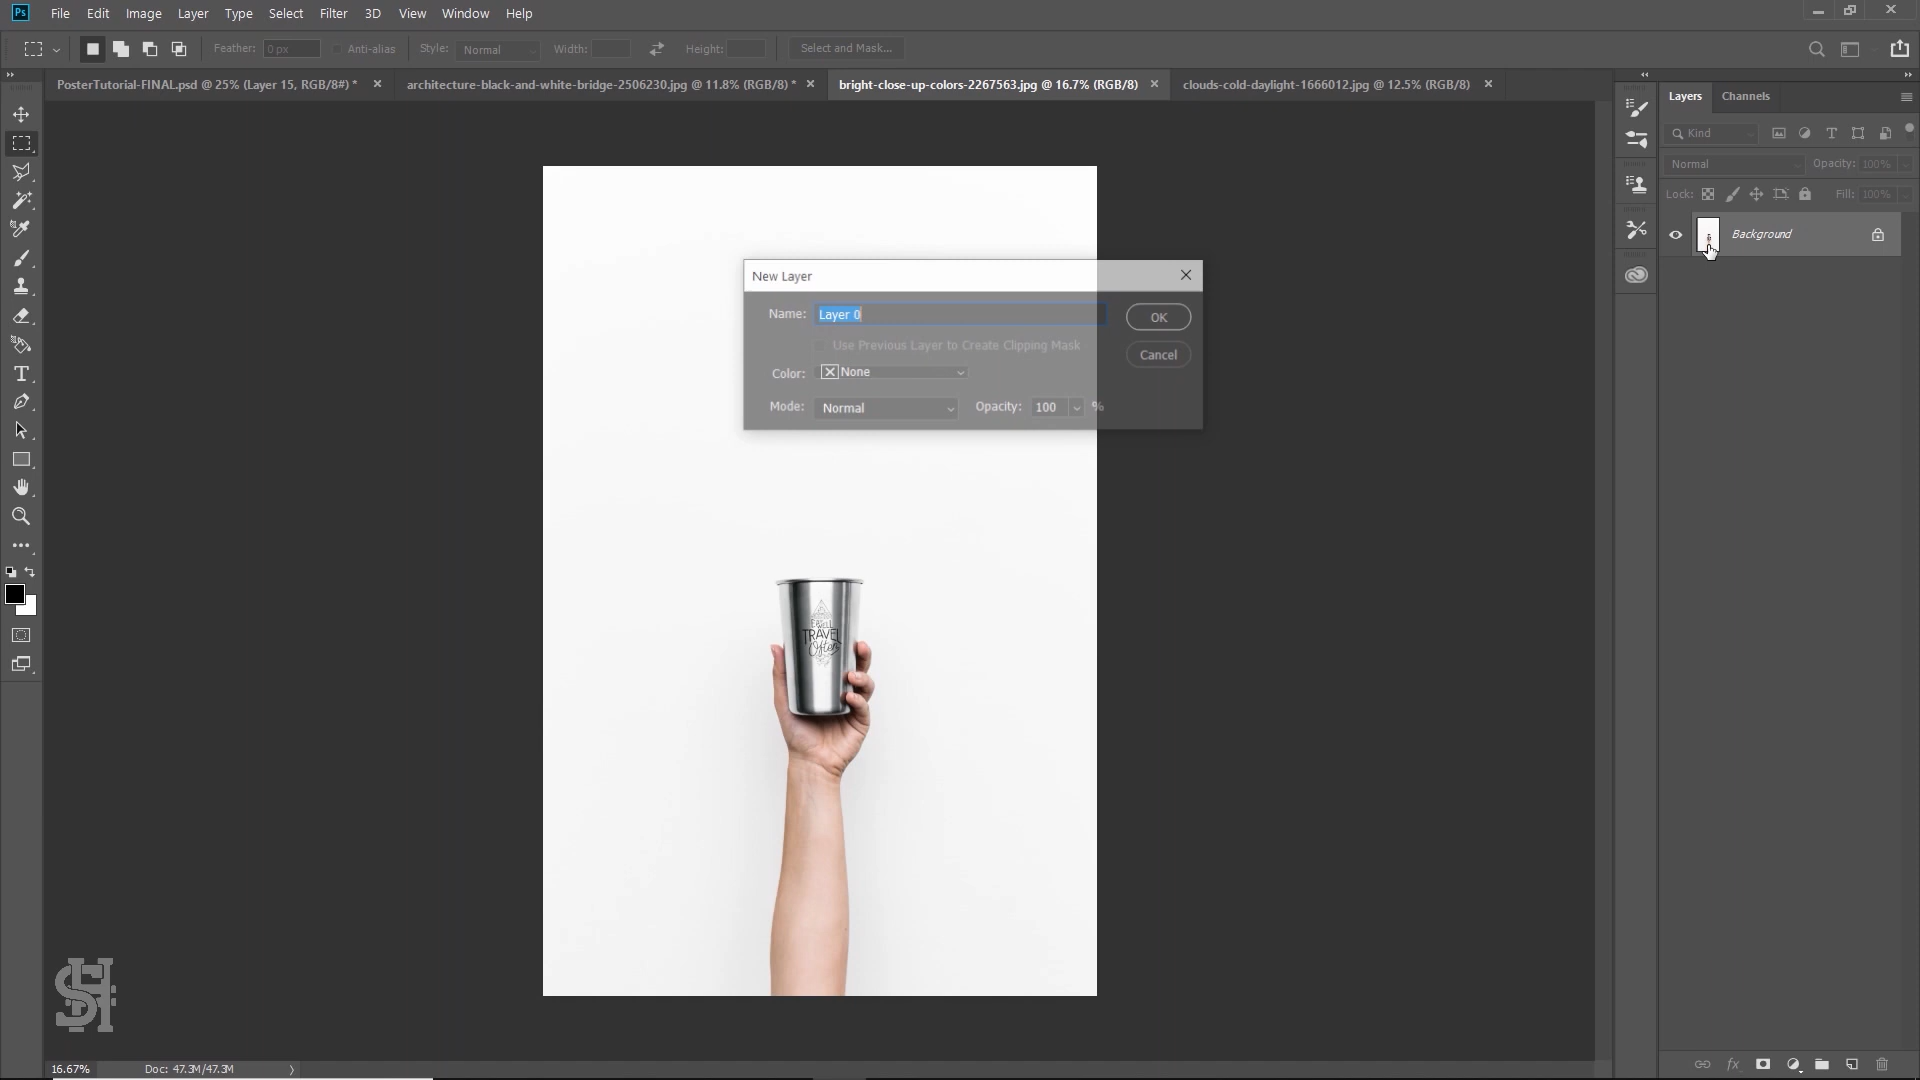 Ps File Edit Image Layer Type Select Filter 3D View Window Help
Feather: 0 px Anti-alias Style: Normal Width: Height: Select and Mask...
PosterTutorial-FINAL.psd @ 25% (Layer 15, RGB/8#) * architecture-black-and-white-bridge-2506230.jpg @ 11.8% (RGB/8) * bright-close-up-colors-2267563.jpg @ 16.7% (RGB/8) clouds-cold-daylight-1666012.jpg @ 12.5% (RGB/8)
Layers Channels
Kind
Normal Opacity: 100%
Lock: Fill: 100%
Background
New Layer
Name: Layer 0 OK
Use Previous Layer to Create Clipping Mask
Cancel
Color: None
Mode: Normal Opacity: 100 %
TRAVEL
Often
SH
16.67% Doc: 47.3M/47.3M
fx